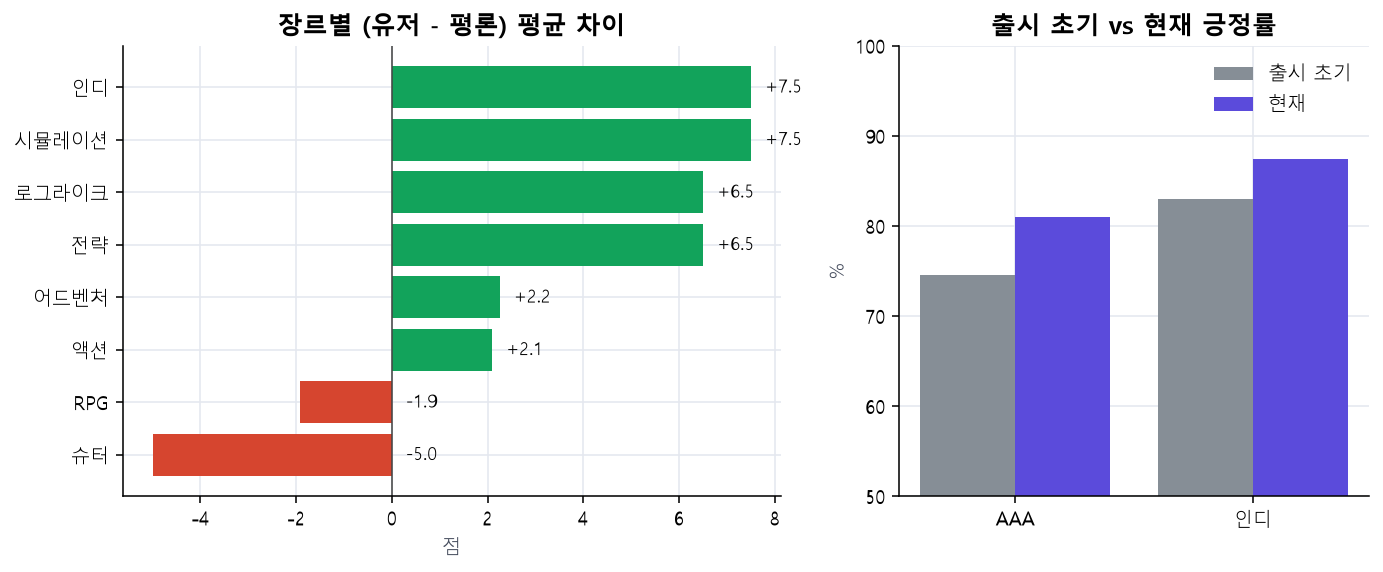 장르별 (유저 - 평론) 평균 차이
인디
+7.5
시뮬레이션
+7.5
로그라이크
+6.5
전략
+6.5
어드벤처
+2.2
액션
+2.1
RPG
-1.9
슈터
-5.0
-4 -2 0 2 4 6 8
점
출시 초기 vs 현재 긍정률
출시 초기
현재
100
90
80
70
60
50
%
AAA 인디